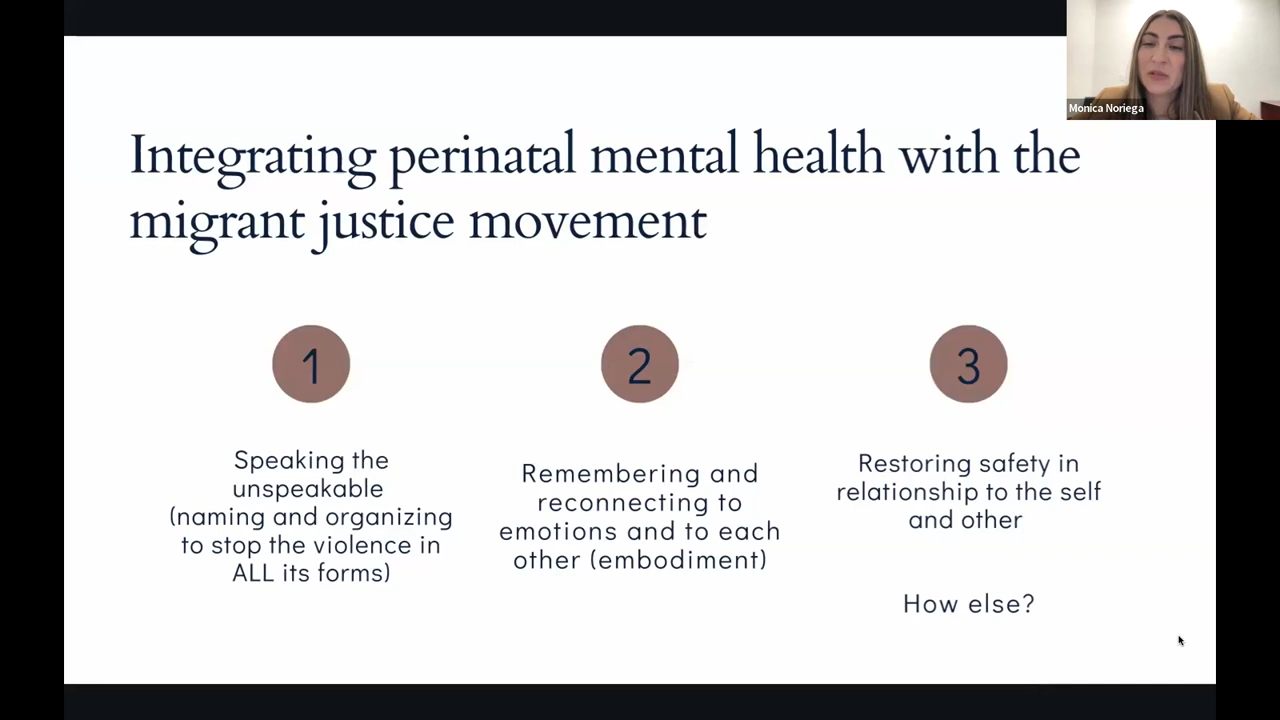 Monica Noriega
Integrating perinatal mental health with the
migrant justice movement
1
Speaking the
unspeakable
(naming and organizing
to stop the violence in
ALL its forms)
2
Remembering and
reconnecting to
emotions and to each
other (embodiment)
3
Restoring safety in
relationship to the self
and other
How else?